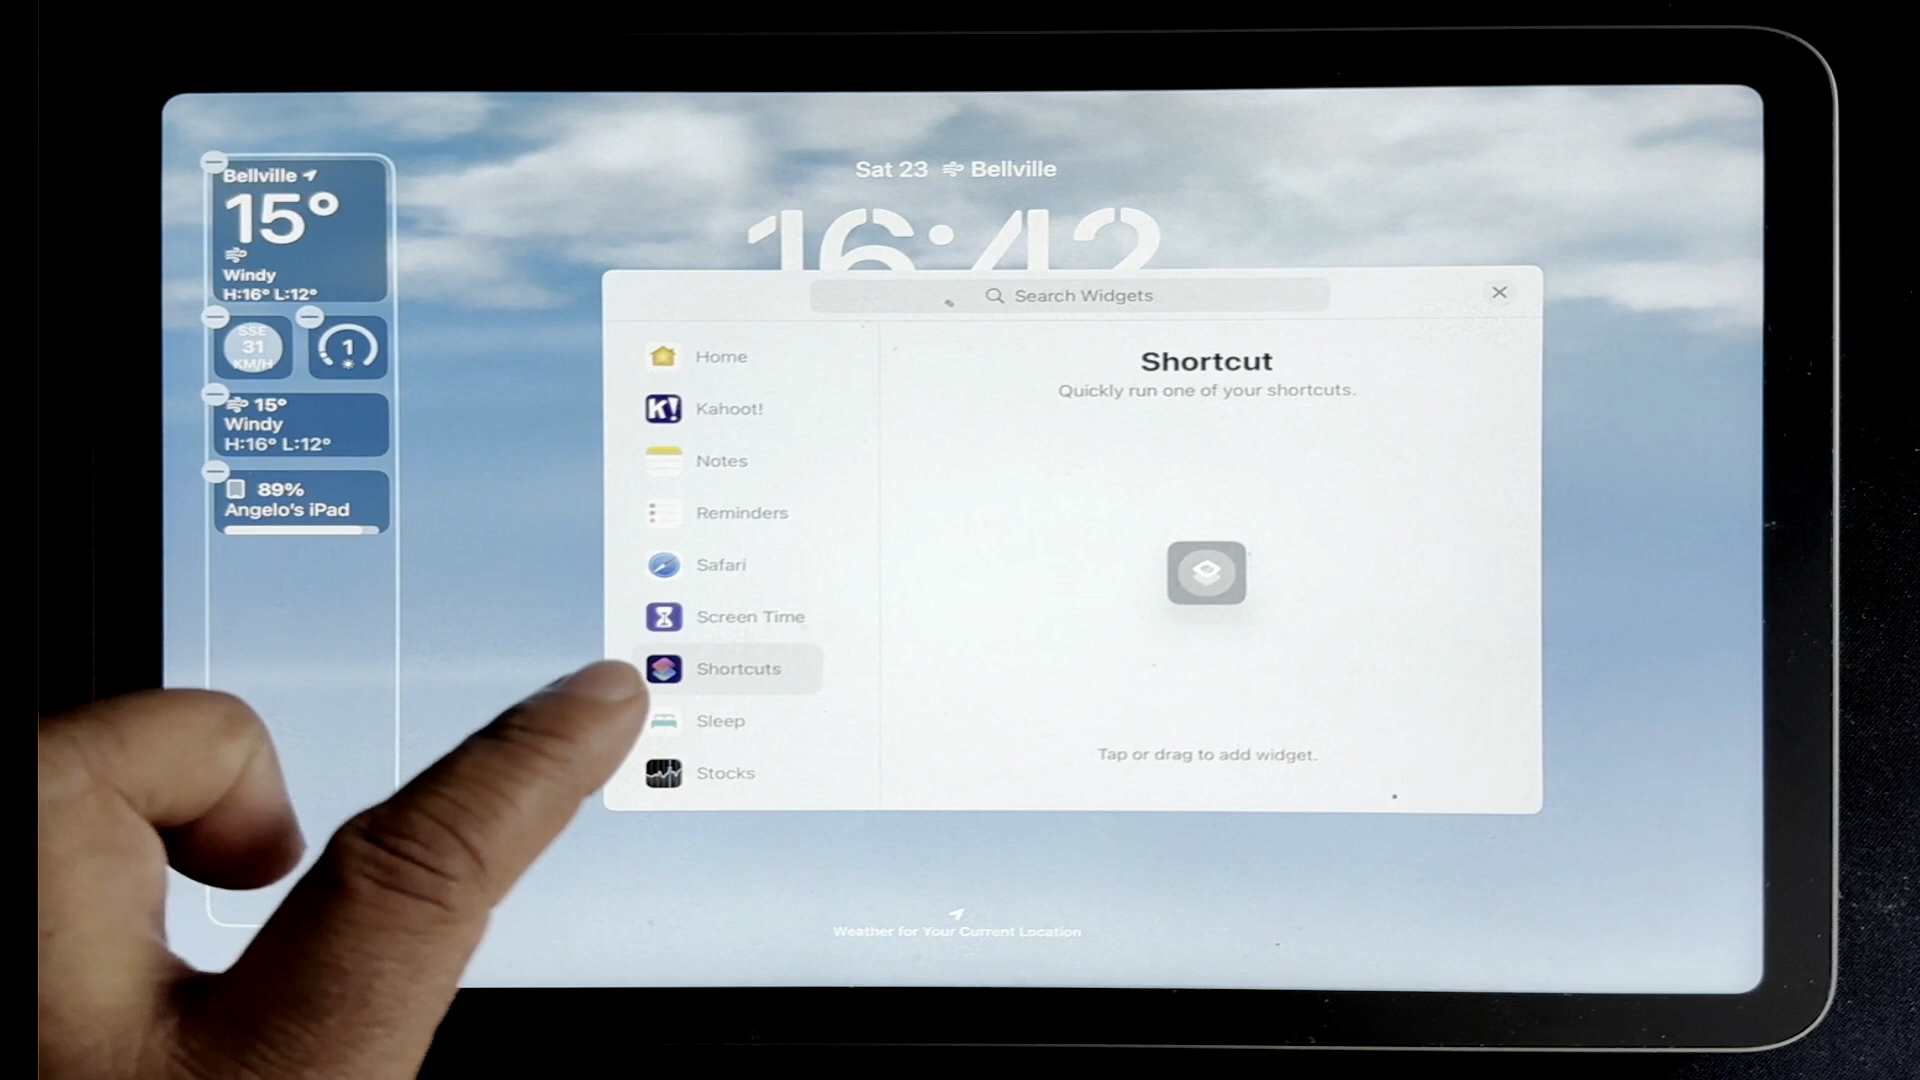 Sat 23 Bellville
16:42
Bellville
15°
Windy
H:16° L:12°
SSE
31
KM/H
1
15°
Windy
H:16° L:12°
89%
Angelo's iPad
Search Widgets
Home
K! Kahoot!
Notes
Reminders
Safari
Screen Time
Shortcuts
Sleep
Stocks
Shortcut
Quickly run one of your shortcuts.
Tap or drag to add widget.
Weather for Your Current Location